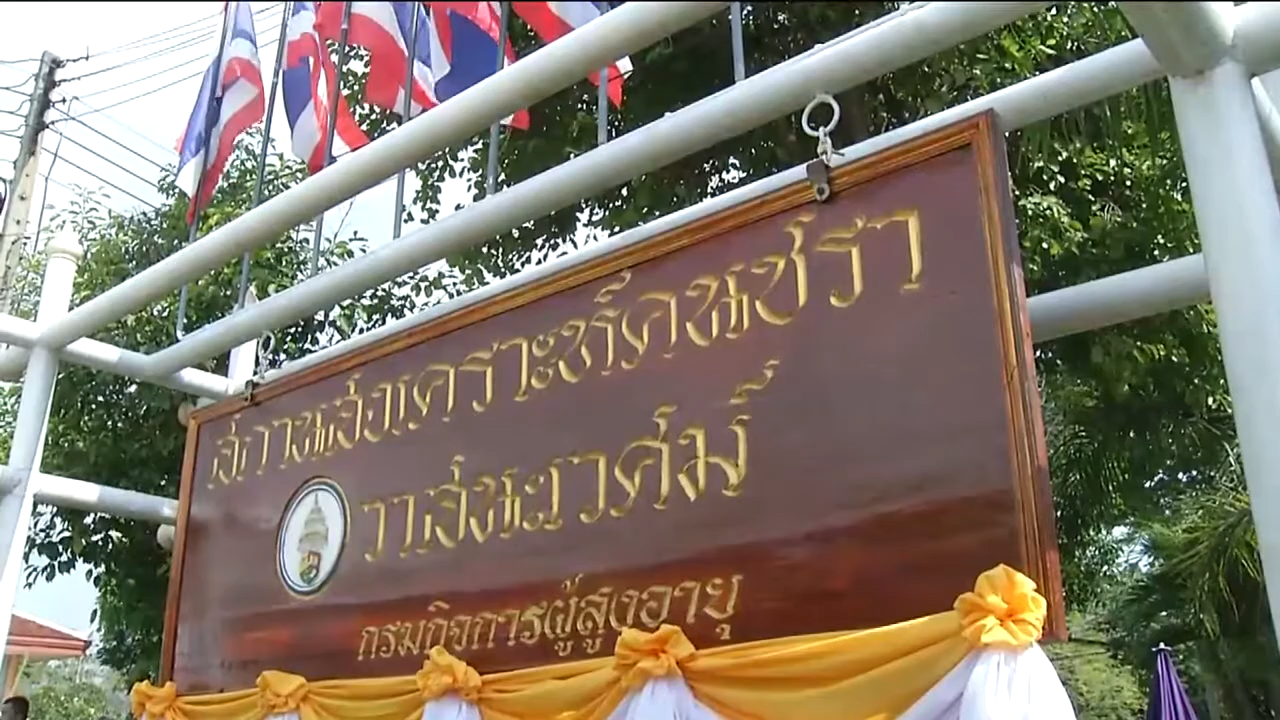 สถานสงเคราะห์คนชรา
วาสนะเวศม์ฯ
กรมกิจการผู้สูงอายุ